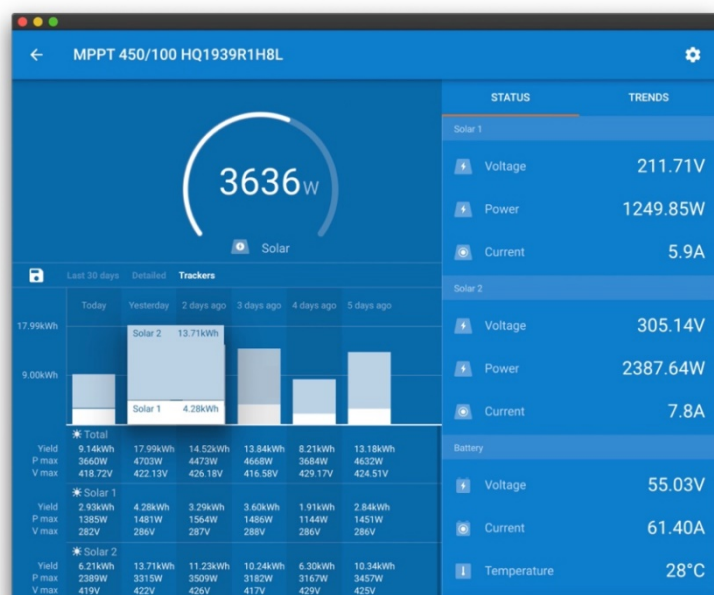 MPPT 450/100 HQ1939R1H8L
3636W
Solar
Last 30 days Detailed Trackers
Today Yesterday 2 days ago 3 days ago 4 days ago 5 days ago
17.99kWh
9.00kWh
Solar 2 13.71kWh
Solar 1 4.28kWh
Total
Yield 9.14kWh 17.99kWh 14.52kWh 13.84kWh 8.21kWh 13.18kWh
P max 3660W 4703W 4473W 4668W 3684W 4632W
V max 418.72V 422.13V 426.18V 416.58V 429.17V 424.51V
Solar 1
Yield 2.93kWh 4.28kWh 3.29kWh 3.60kWh 1.91kWh 2.84kWh
P max 1385W 1481W 1564W 1486W 1144W 1451W
V max 282V 286V 287V 288V 286V 286V
Solar 2
Yield 6.21kWh 13.71kWh 11.23kWh 10.24kWh 6.30kWh 10.34kWh
P max 2389W 3315W 3509W 3182W 3167W 3457W
V max 419V 422V 426V 417V 429V 425V
STATUS TRENDS
Solar 1
Voltage 211.71V
Power 1249.85W
Current 5.9A
Solar 2
Voltage 305.14V
Power 2387.64W
Current 7.8A
Battery
Voltage 55.03V
Current 61.40A
Temperature 28°C